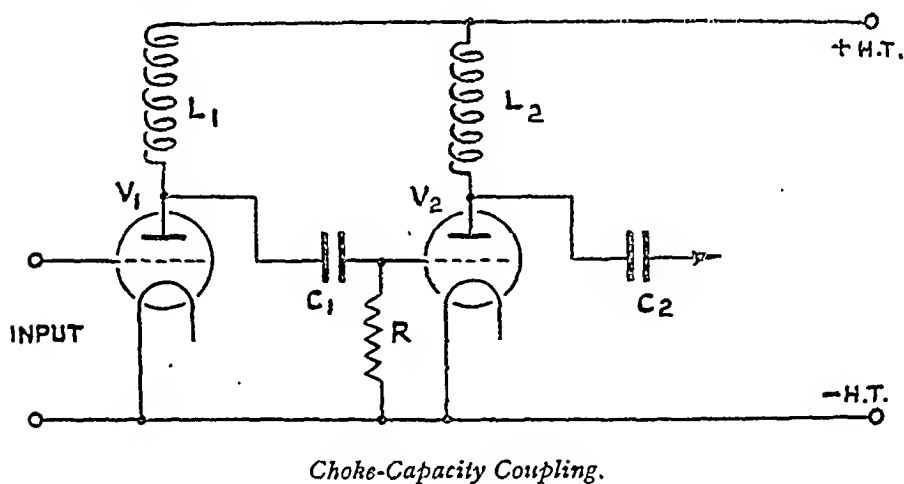 + H.T.
L1
L2
V1
V2
C1
C2
R
INPUT
—H.T.
Choke-Capacity Coupling.